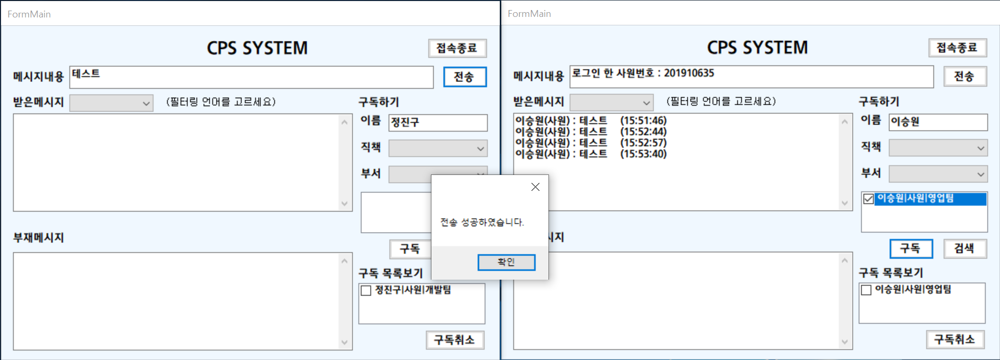 FormMain
CPS SYSTEM
접속종료
메시지내용
테스트
전송
받은메시지
(필터링 언어를 고르세요)
구독하기
이름
정진구
직책
부서
부재메시지
구독
구독 목록보기
정진구|사원|개발팀
구독취소
전송 성공하였습니다.
확인
FormMain
CPS SYSTEM
접속종료
메시지내용
로그인 한 사원번호 : 201910635
전송
받은메시지
(필터링 언어를 고르세요)
구독하기
이승원(사원) : 테스트 (15:51:46)
이승원(사원) : 테스트 (15:52:44)
이승원(사원) : 테스트 (15:52:57)
이승원(사원) : 테스트 (15:53:40)
이름
이승원
직책
부서
이승원|사원|영업팀
시지
구독
검색
구독 목록보기
이승원|사원|영업팀
구독취소